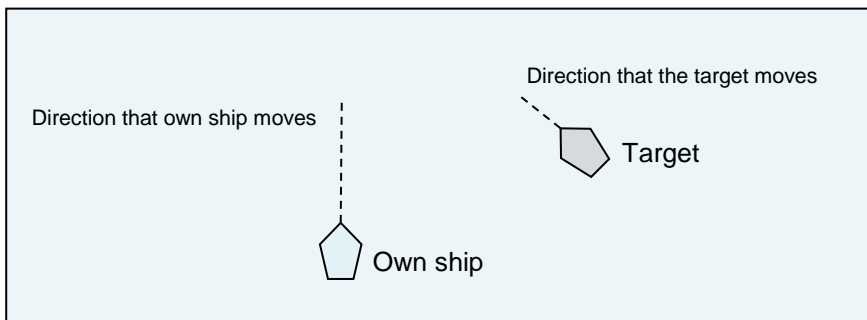 Direction that the target moves
Direction that own ship moves
Target
Own ship